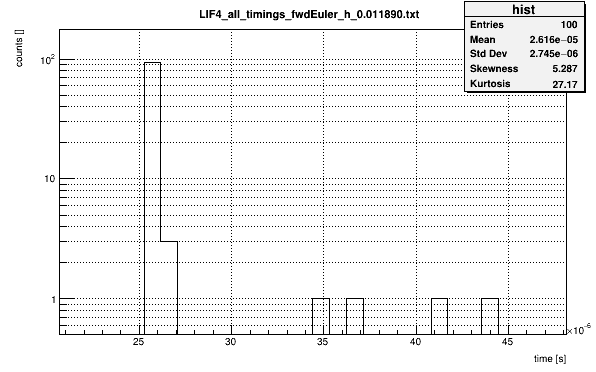 LIF4_all_timings_fwdEuler_h_0.011890.txt
hist
Entries 100
Mean 2.616e−05
Std Dev 2.745e−06
Skewness 5.287
Kurtosis 27.17
counts []
10²
10
1
25 30 35 40 45
×10⁻⁶
time [s]